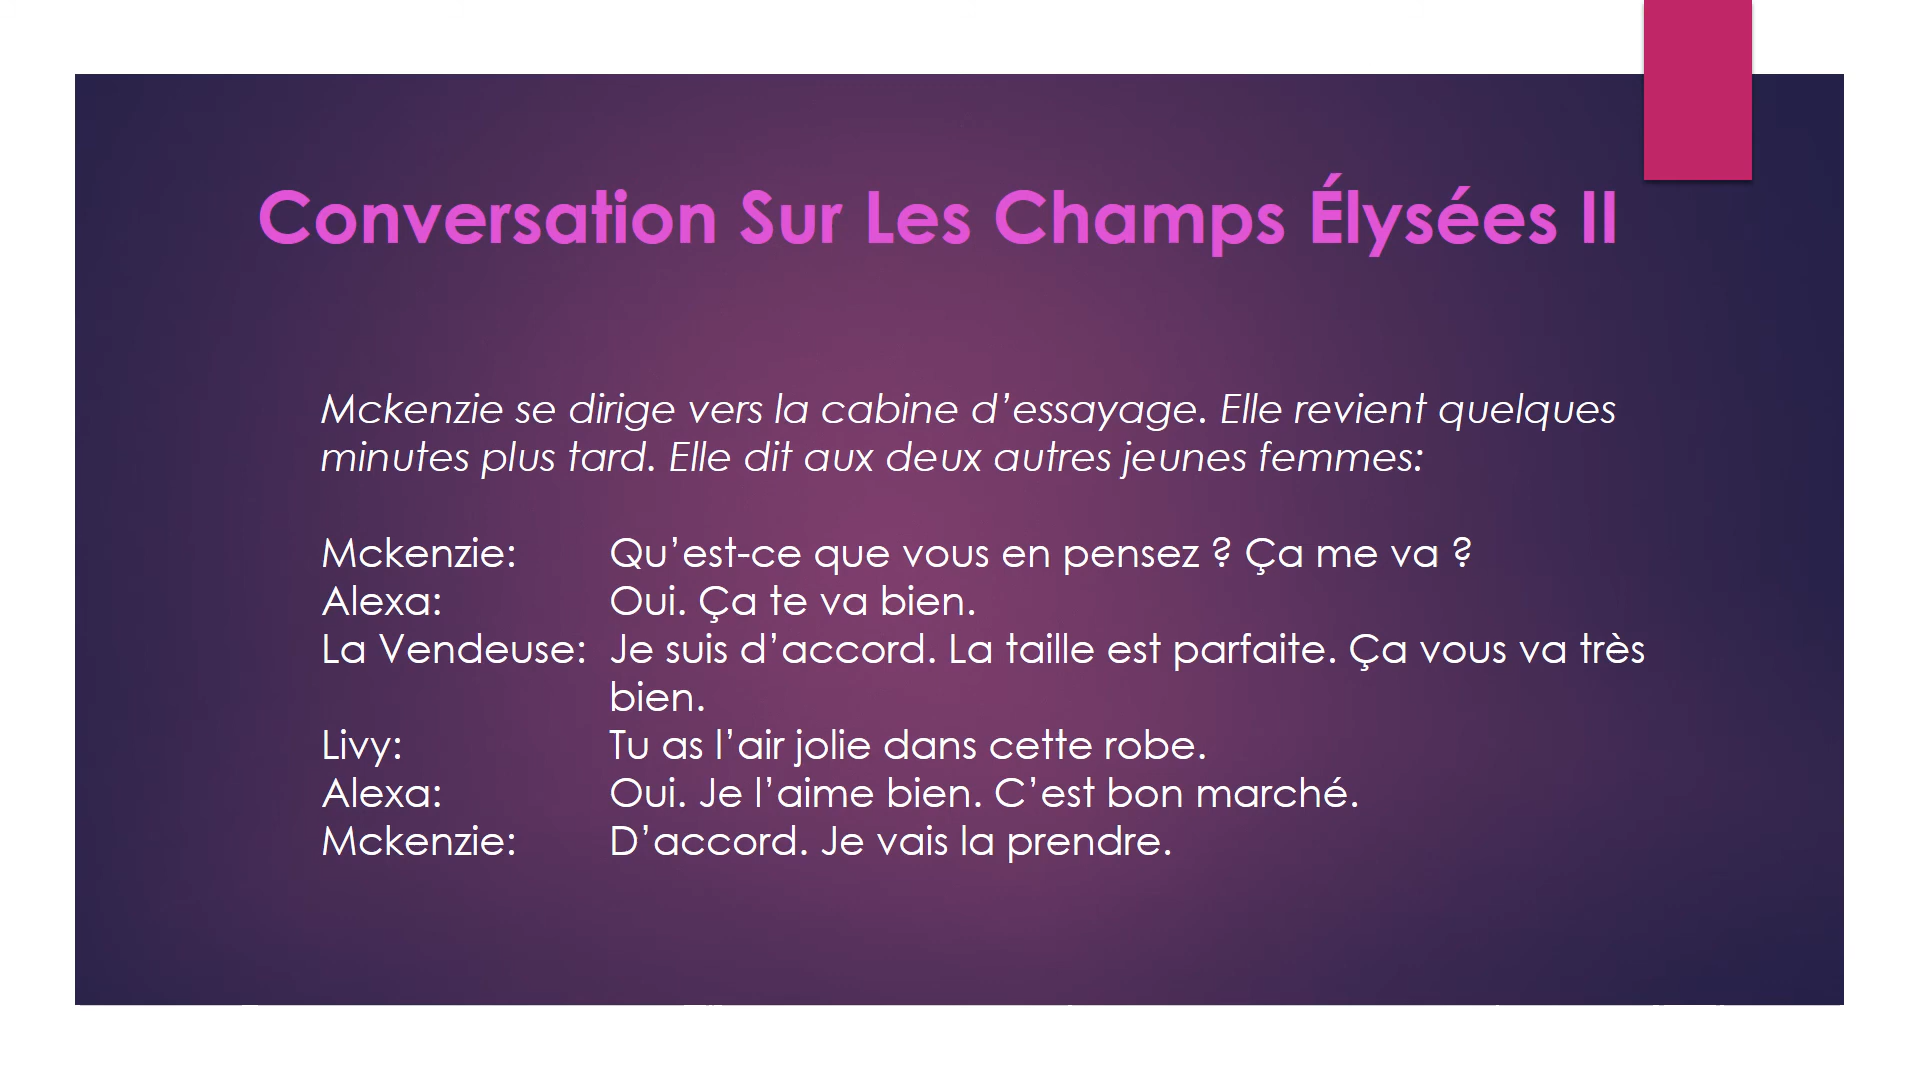 Conversation Sur Les Champs Élysées II
Mckenzie se dirige vers la cabine d’essayage. Elle revient quelques
minutes plus tard. Elle dit aux deux autres jeunes femmes:
Mckenzie: Qu’est-ce que vous en pensez ? Ça me va ?
Alexa: Oui. Ça te va bien.
La Vendeuse: Je suis d’accord. La taille est parfaite. Ça vous va très
bien.
Livy: Tu as l’air jolie dans cette robe.
Alexa: Oui. Je l’aime bien. C’est bon marché.
Mckenzie: D’accord. Je vais la prendre.